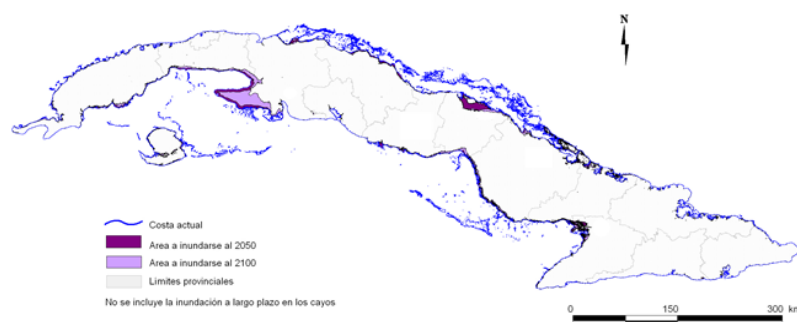 N
Costa actual
Area a inundarse al 2050
Area a inundarse al 2100
Limites provinciales
No se incluye la inundación a largo plazo en los cayos
0 150 300 km